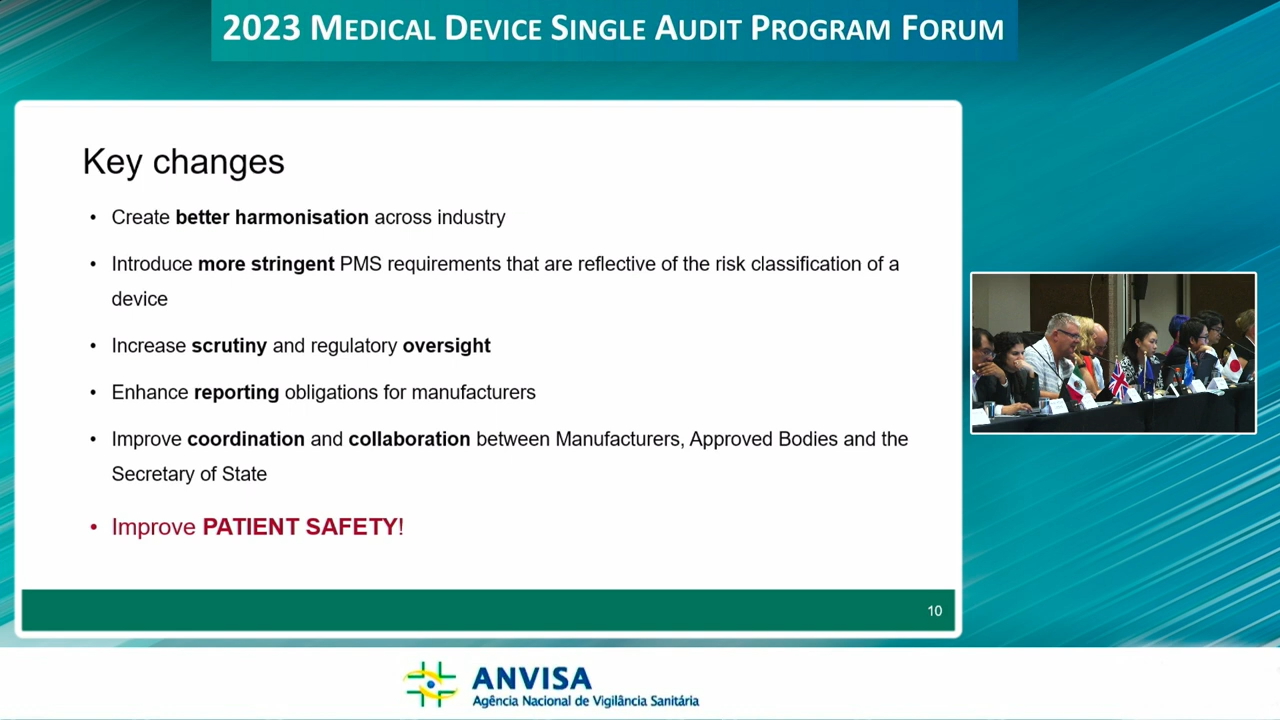 2023 MEDICAL DEVICE SINGLE AUDIT PROGRAM FORUM
Key changes
• Create better harmonisation across industry
• Introduce more stringent PMS requirements that are reflective of the risk classification of a
device
• Increase scrutiny and regulatory oversight
• Enhance reporting obligations for manufacturers
• Improve coordination and collaboration between Manufacturers, Approved Bodies and the
Secretary of State
• Improve PATIENT SAFETY!
10
ANVISA
Agência Nacional de Vigilância Sanitária